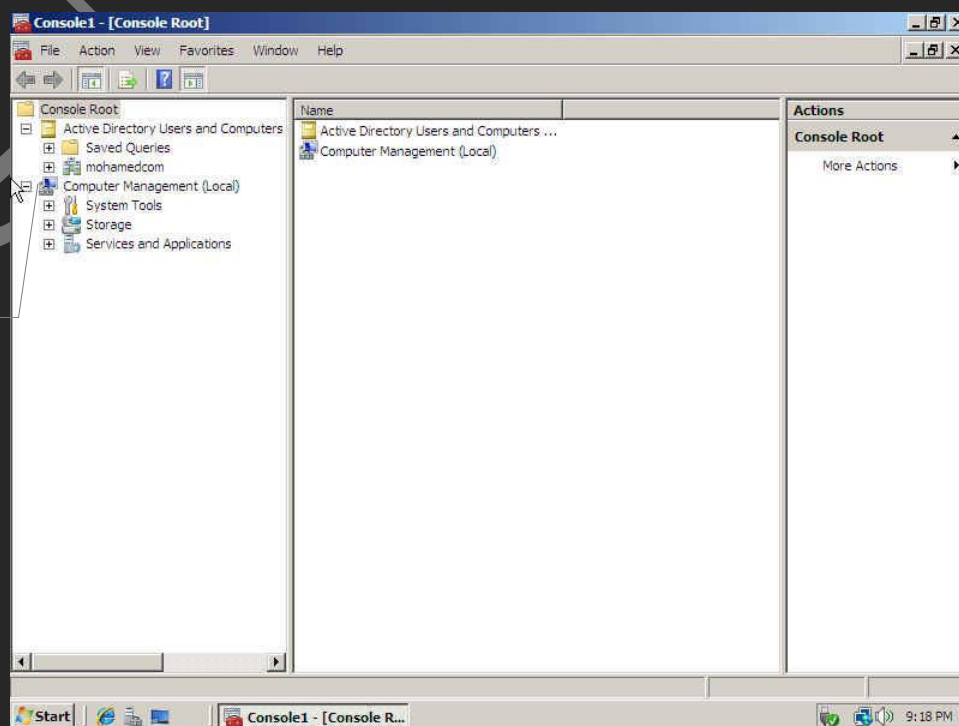 Console1 - [Console Root]
File Action View Favorites Window Help
Console Root
Active Directory Users and Computers
Saved Queries
mohamedcom
Computer Management (Local)
System Tools
Storage
Services and Applications
Name
Active Directory Users and Computers ...
Computer Management (Local)
Actions
Console Root
More Actions
Start
Console1 - [Console R...
9:18 PM